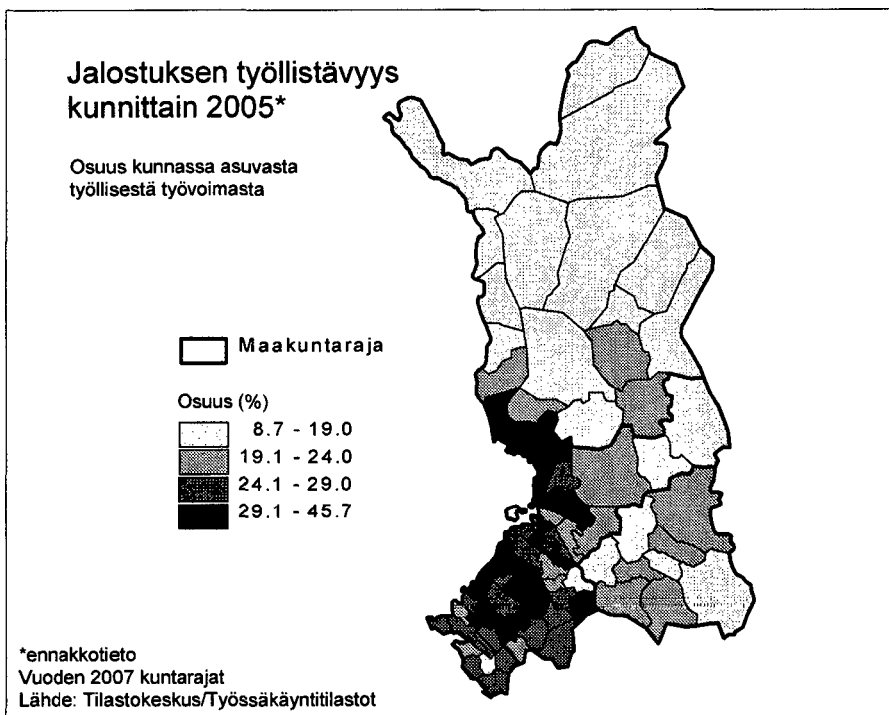 Jalostuksen työllistävyys
kunnittain 2005*
Osuus kunnassa asuvasta
työllisestä työvoimasta
Maakuntaraja
Osuus (%)
8.7 - 19.0
19.1 - 24.0
24.1 - 29.0
29.1 - 45.7
*ennakkotieto
Vuoden 2007 kuntarajat
Lähde: Tilastokeskus/Työssäkäyntitilastot